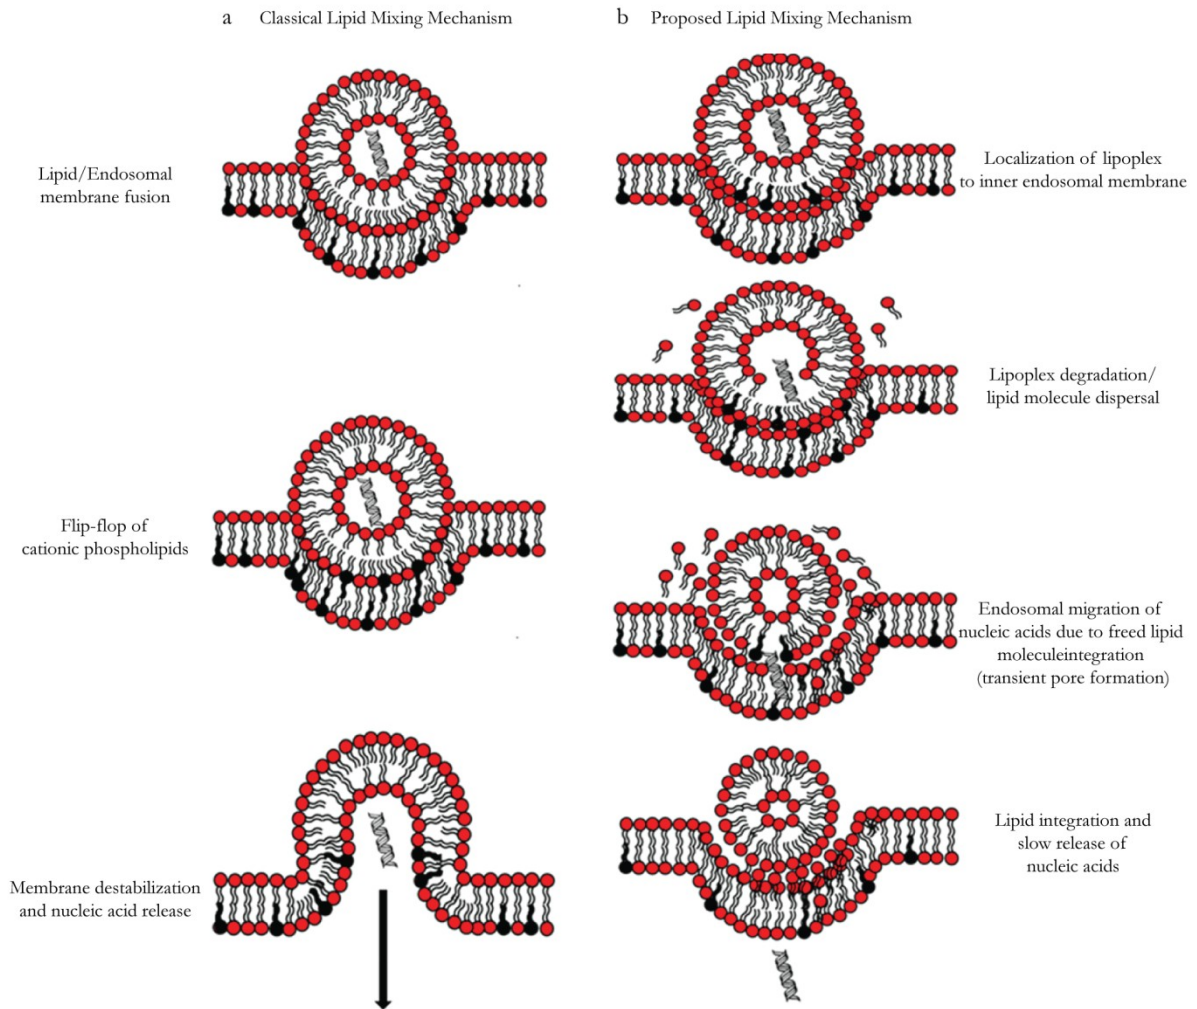 a Classical Lipid Mixing Mechanism
Lipid/Endosomal
membrane fusion
Flip-flop of
cationic phospholipids
Membrane destabilization
and nucleic acid release
b Proposed Lipid Mixing Mechanism
Localization of lipoplex
to inner endosomal membrane
Lipoplex degradation/
lipid molecule dispersal
Endosomal migration of
nucleic acids due to freed lipid
moleculeintegration
(transient pore formation)
Lipid integration and
slow release of
nucleic acids